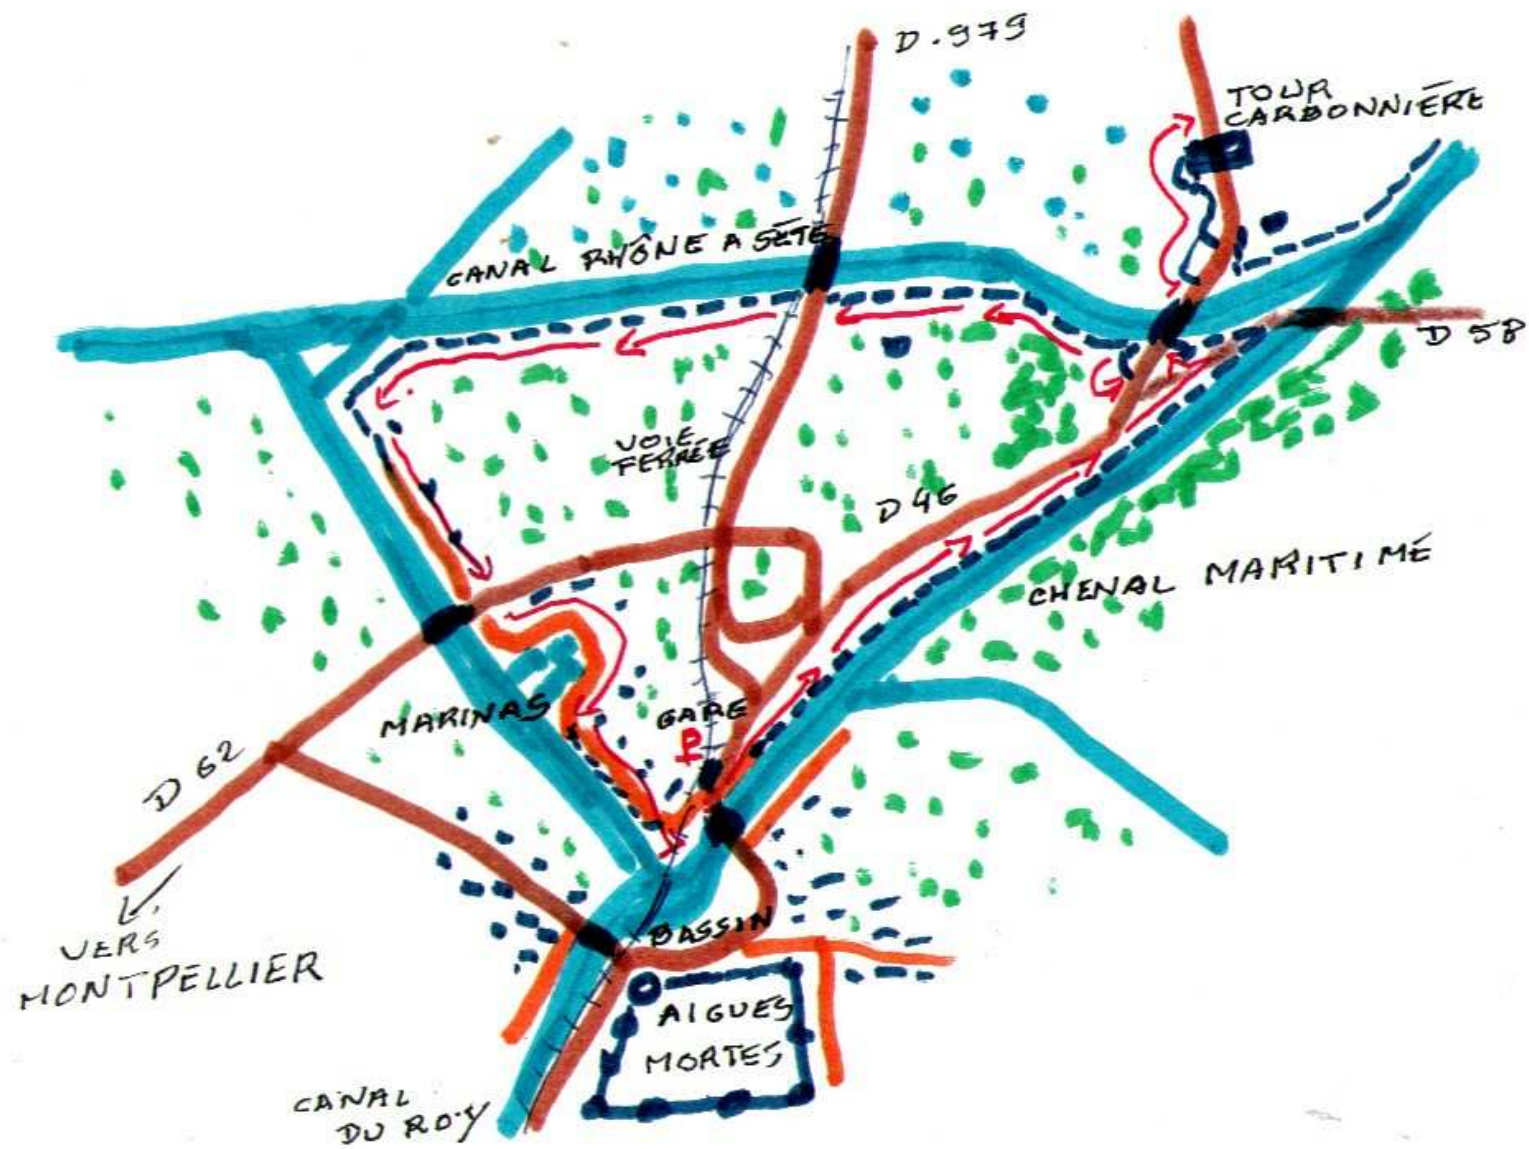 D.979
TOUR
CARBONNIÈRE
CANAL RHÔNE A SÈTE
D 58
VOIE
FERRÉE
D 46
CHENAL MARITIME
MARINAS
GARE
P
D 62
BASSIN
VERS
MONTPELLIER
AIGUES
MORTES
CANAL
DU ROY